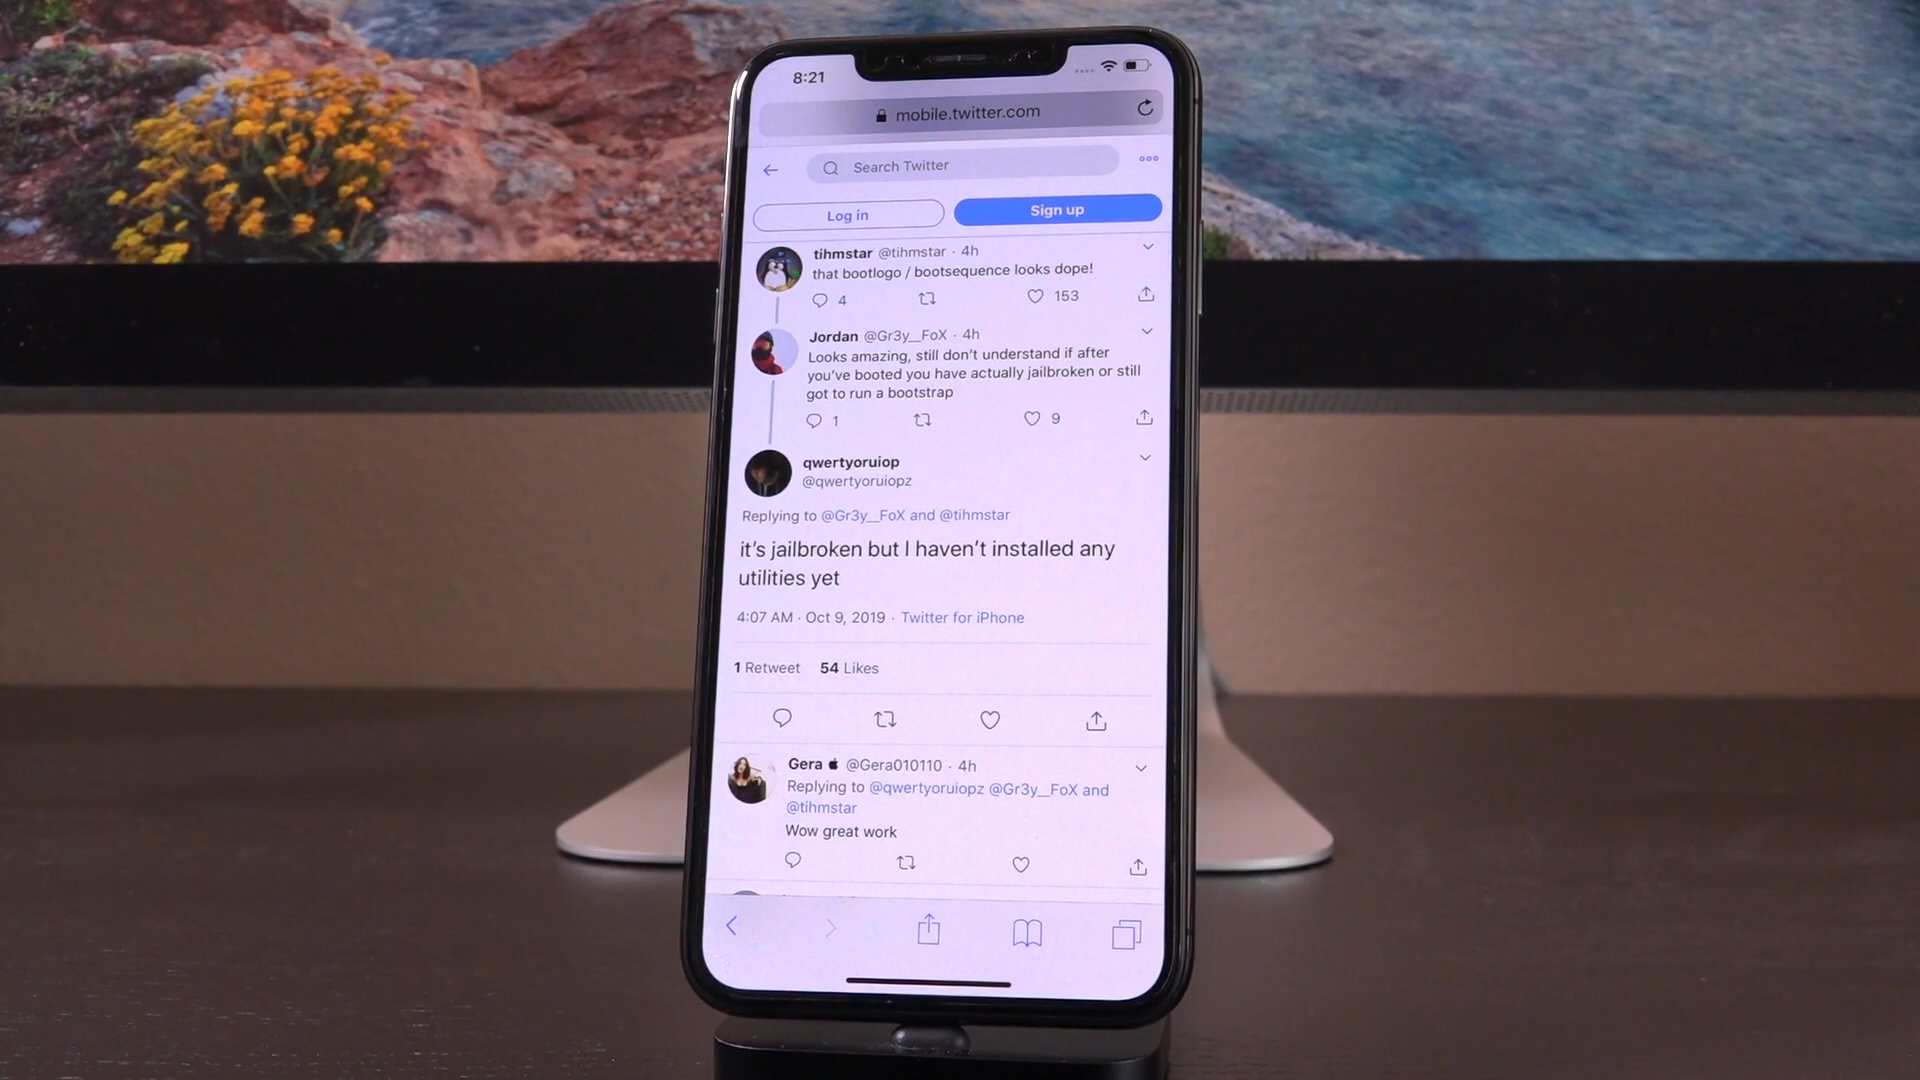 8:21
mobile.twitter.com
Search Twitter
Log in
Sign up
tihmstar @tihmstar · 4h
that bootlogo / bootsequence looks dope!
4
153
Jordan @Gr3y__FoX · 4h
Looks amazing, still don't understand if after
you've booted you have actually jailbroken or still
got to run a bootstrap
1
9
qwertyoruiop
@qwertyoruiopz
Replying to @Gr3y__FoX and @tihmstar
it's jailbroken but I haven't installed any
utilities yet
4:07 AM · Oct 9, 2019 · Twitter for iPhone
1 Retweet 54 Likes
Gera @Gera010110 · 4h
Replying to @qwertyoruiopz @Gr3y__FoX and
@tihmstar
Wow great work